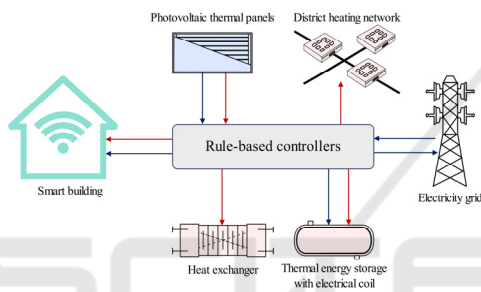 Photovoltaic thermal panels
District heating network
Rule-based controllers
Smart building
Electricity grid
Heat exchanger
Thermal energy storage
with electrical coil